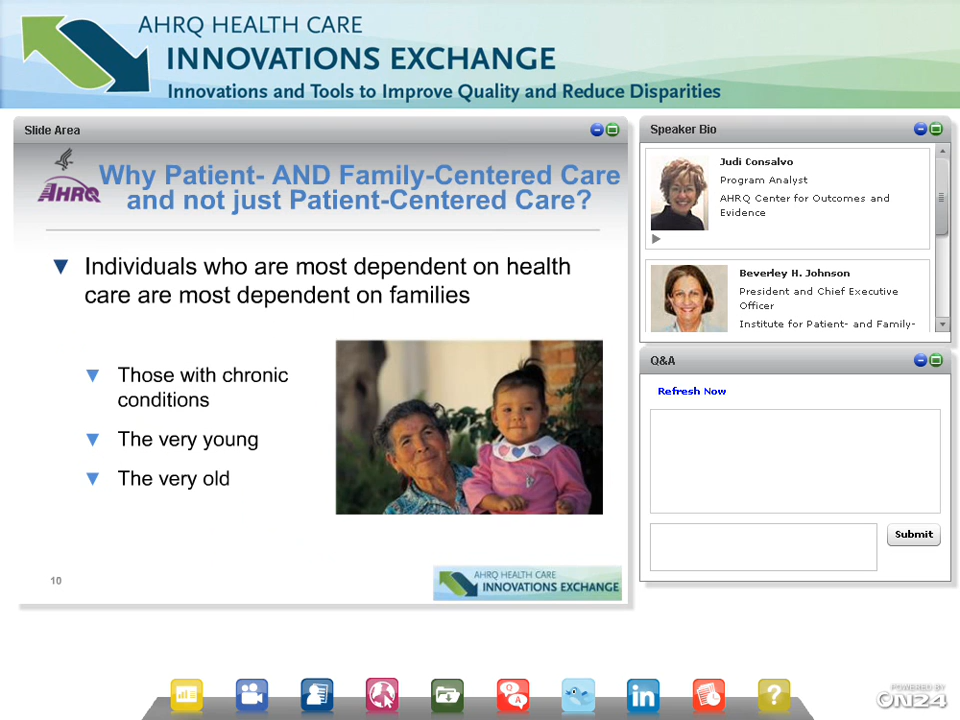 AHRQ HEALTH CARE
INNOVATIONS EXCHANGE
Innovations and Tools to Improve Quality and Reduce Disparities
Slide Area
AHRQ
Why Patient- AND Family-Centered Care
and not just Patient-Centered Care?
▼ Individuals who are most dependent on health
care are most dependent on families
▼ Those with chronic
conditions
▼ The very young
▼ The very old
10
AHRQ HEALTH CARE
INNOVATIONS EXCHANGE
Speaker Bio
Judi Consalvo
Program Analyst
AHRQ Center for Outcomes and
Evidence
Beverley H. Johnson
President and Chief Executive
Officer
Institute for Patient- and Family-
Q&A
Refresh Now
Submit
Q
A
in
?
POWERED BY
ON24